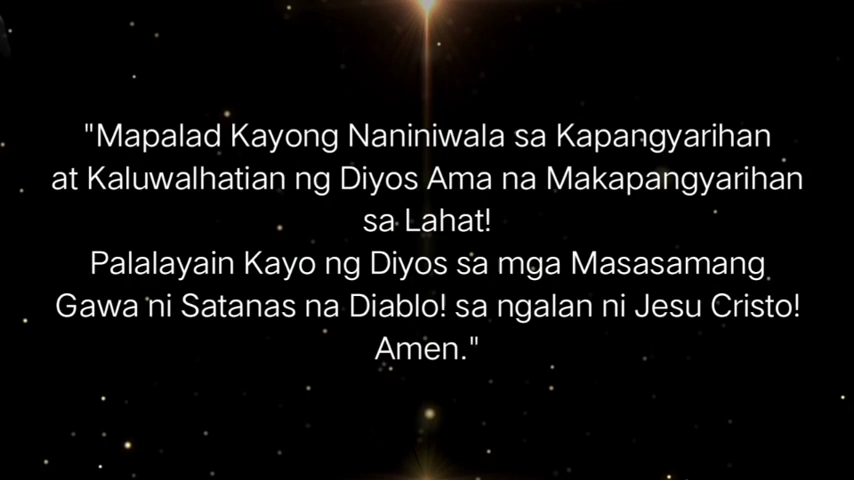 "Mapalad Kayong Naniniwala sa Kapangyarihan
at Kaluwalhatian ng Diyos Ama na Makapangyarihan
sa Lahat!
Palalayain Kayo ng Diyos sa mga Masasamang
Gawa ni Satanas na Diablo! sa ngalan ni Jesu Cristo!
Amen."